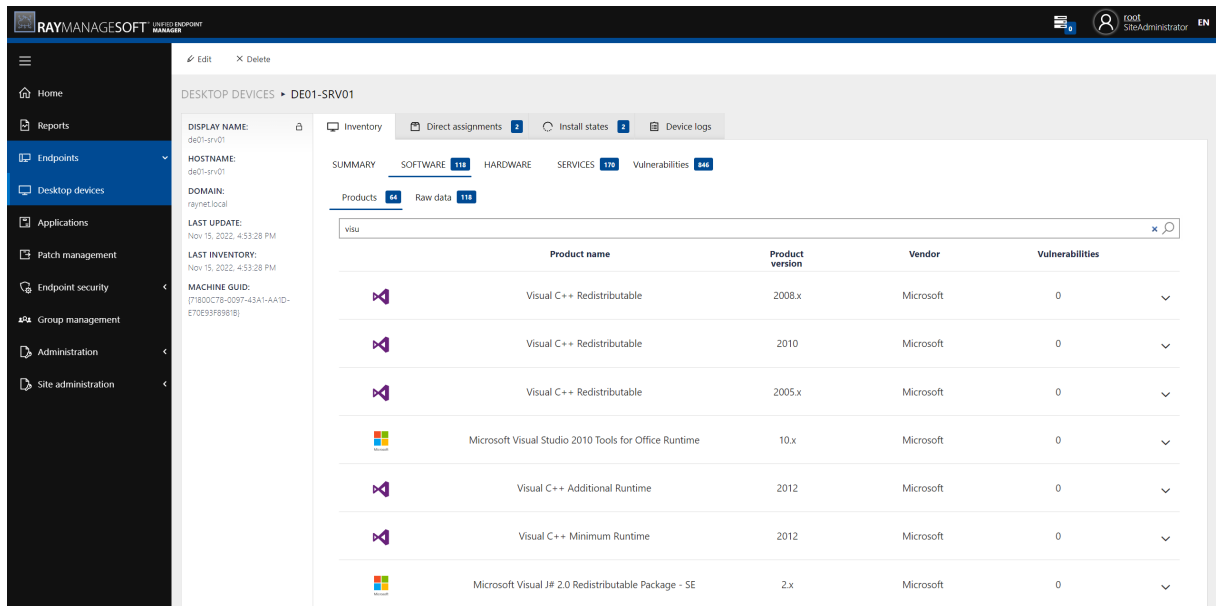 RAYMANAGESOFT UNIFIED ENDPOINT MANAGER
0
root
SiteAdministrator
EN
Edit
Delete
Home
Reports
Endpoints
Desktop devices
Applications
Patch management
Endpoint security
Group management
Administration
Site administration
DESKTOP DEVICES DE01-SRV01
DISPLAY NAME:
de01-srv01
HOSTNAME:
de01-srv01
DOMAIN:
raynet.local
LAST UPDATE:
Nov 15, 2022, 4:53:28 PM
LAST INVENTORY:
Nov 15, 2022, 4:53:28 PM
MACHINE GUID:
{71800C7B-0097-43A1-AA1D-
E70E93F8981B}
Inventory Direct assignments 2 Install states 2 Device logs
SUMMARY SOFTWARE 118 HARDWARE SERVICES 170 Vulnerabilities 846
Products 64 Raw data 118
visu
Product name Product version Vendor Vulnerabilities
Visual C++ Redistributable 2008.x Microsoft 0
Visual C++ Redistributable 2010 Microsoft 0
Visual C++ Redistributable 2005.x Microsoft 0
Microsoft Visual Studio 2010 Tools for Office Runtime 10.x Microsoft 0
Visual C++ Additional Runtime 2012 Microsoft 0
Visual C++ Minimum Runtime 2012 Microsoft 0
Microsoft Visual J# 2.0 Redistributable Package - SE 2.x Microsoft 0